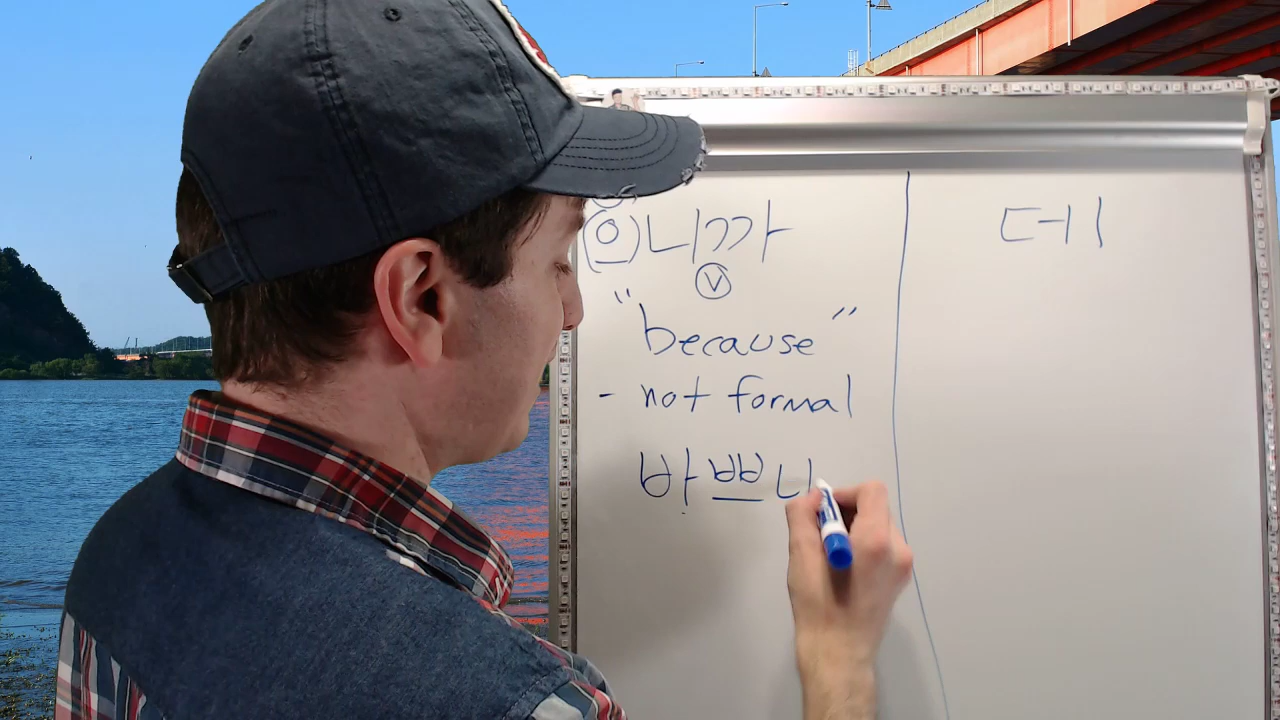 (으)니까
V
"because"
- not formal
바쁘니
데